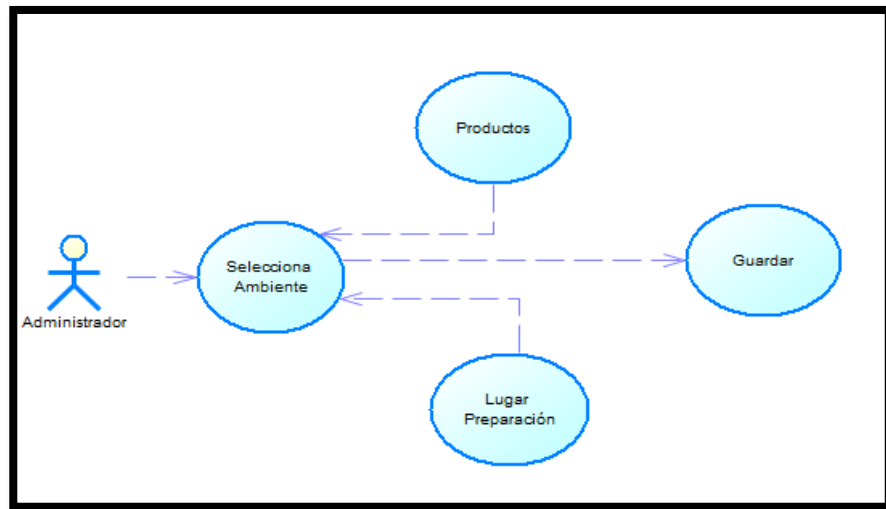 Productos
Selecciona
Ambiente
Guardar
Administrador
Lugar
Preparación